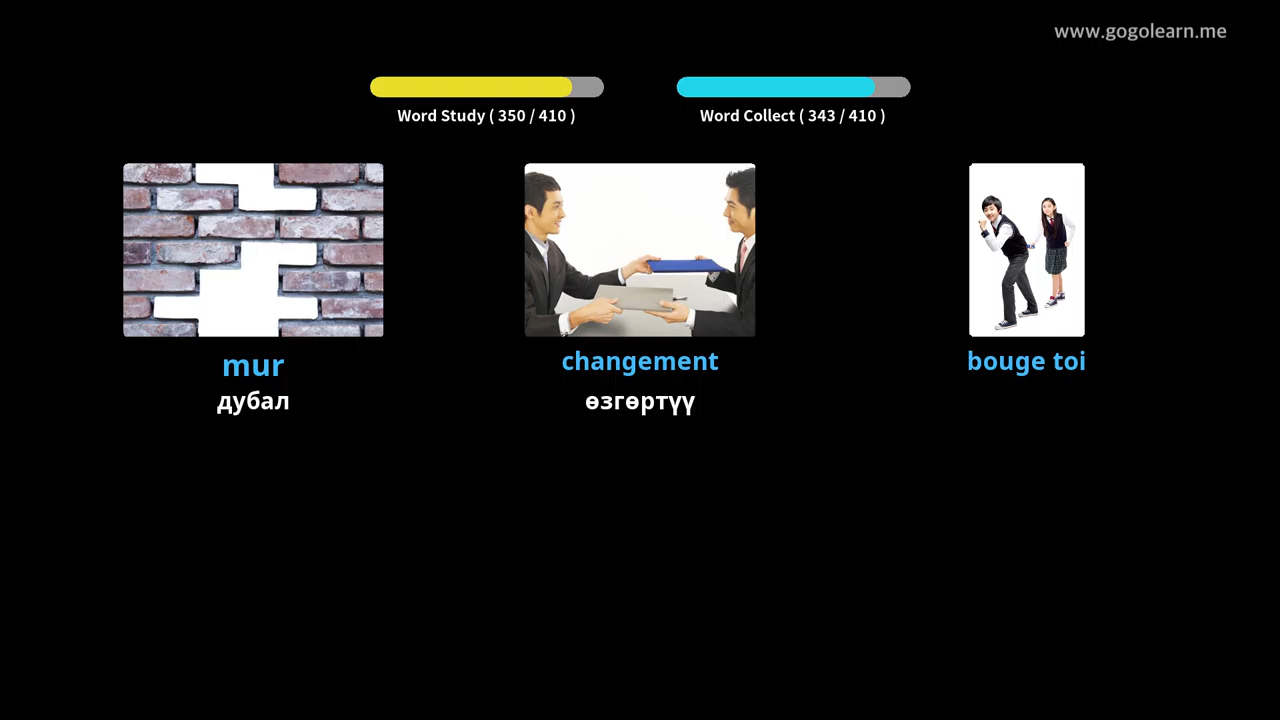 www.gogolearn.me
Word Study ( 350 / 410 )
Word Collect ( 343 / 410 )
mur
дубал
changement
өзгөртүү
bouge toi